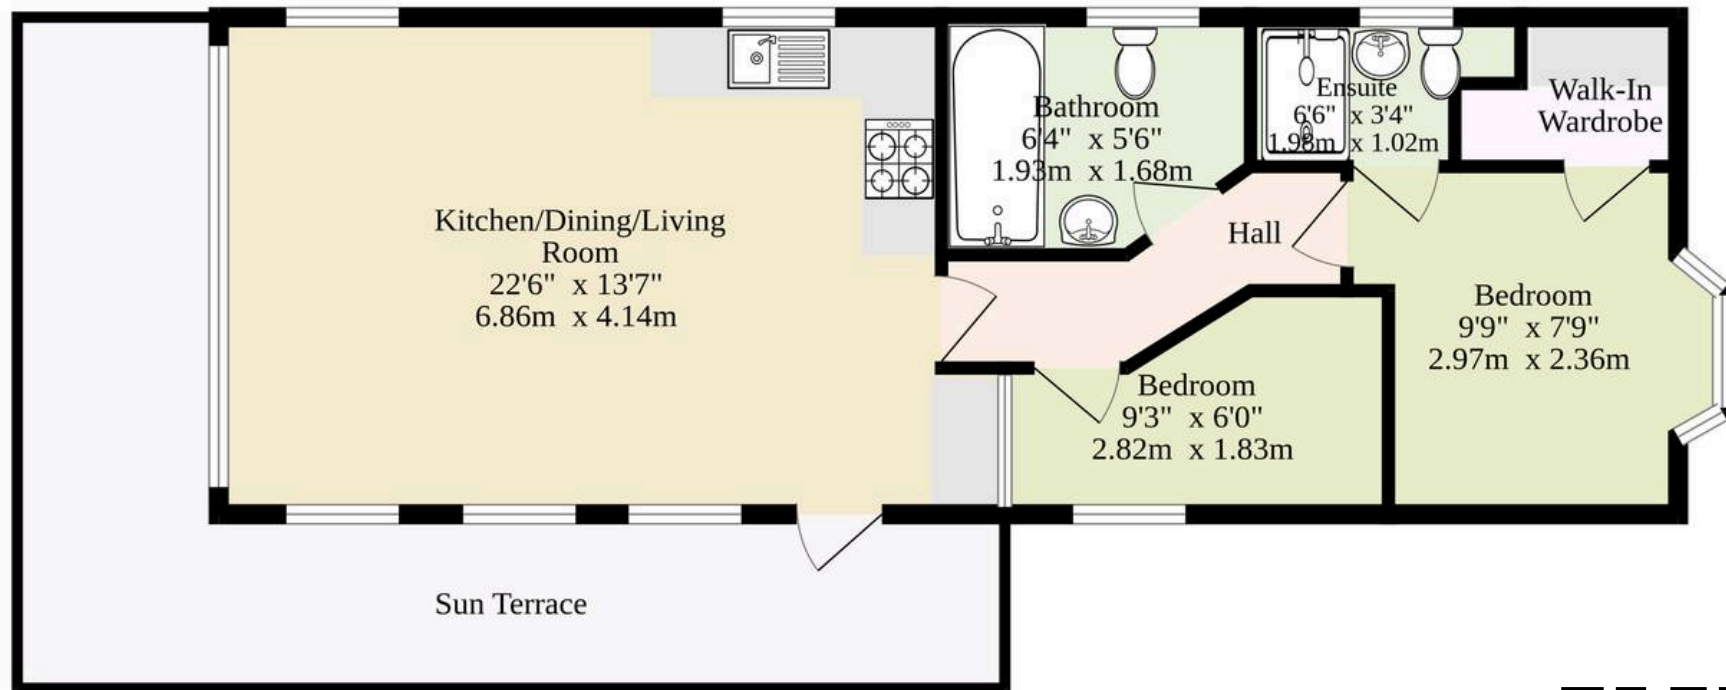 Kitchen/Dining/Living
Room
22'6" x 13'7"
6.86m x 4.14m
Bathroom
6'4" x 5'6"
1.93m x 1.68m
Ensuite
6'6" x 3'4"
1.98m x 1.02m
Walk-In
Wardrobe
Hall
Bedroom
9'9" x 7'9"
2.97m x 2.36m
Bedroom
9'3" x 6'0"
2.82m x 1.83m
Sun Terrace